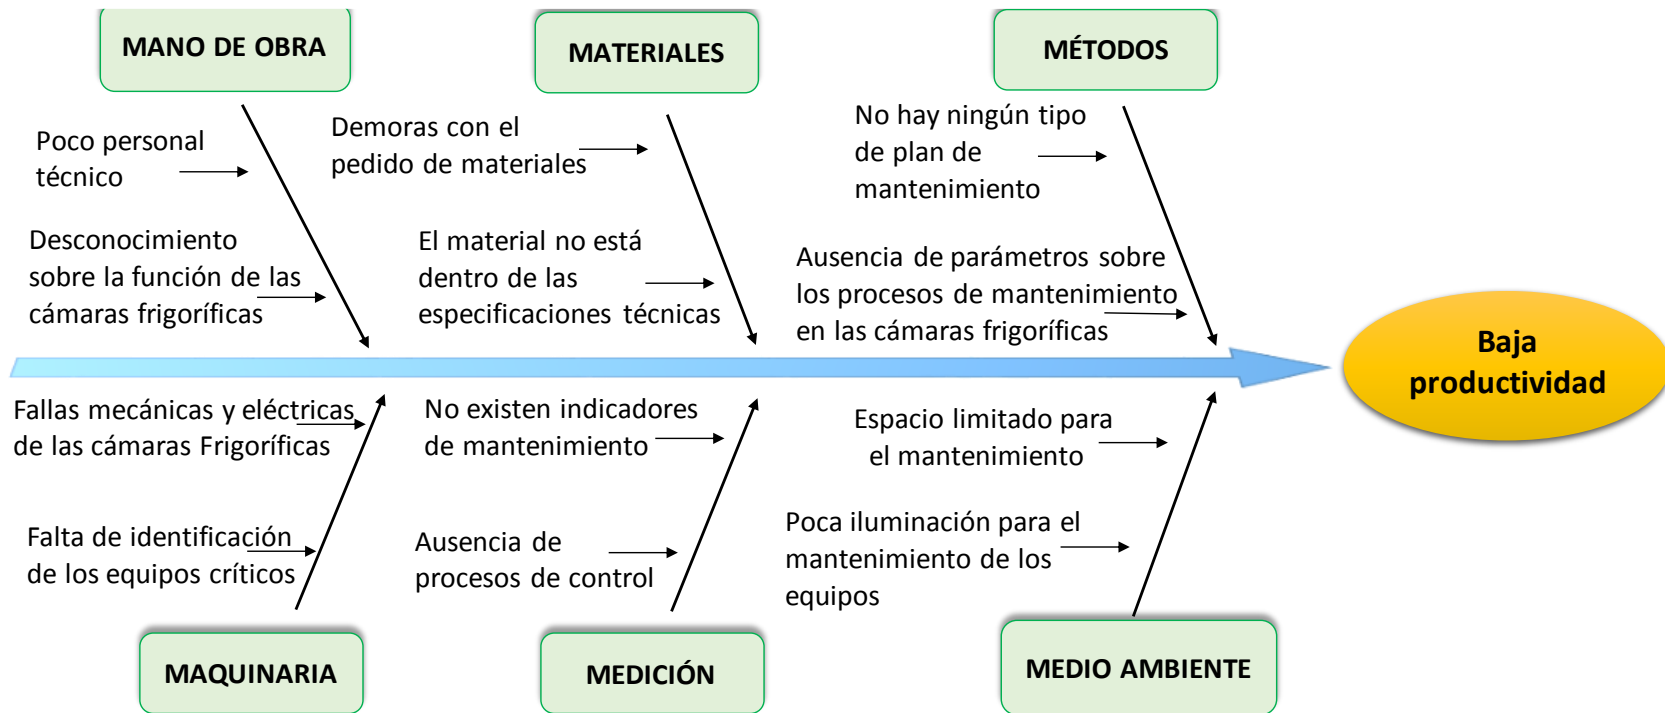 MANO DE OBRA
MATERIALES
MÉTODOS
Poco personal
técnico
Desconocimiento
sobre la función de las
cámaras frigoríficas
Demoras con el
pedido de materiales
El material no está
dentro de las
especificaciones técnicas
No hay ningún tipo
de plan de
mantenimiento
Ausencia de parámetros sobre
los procesos de mantenimiento
en las cámaras frigoríficas
Baja
productividad
Fallas mecánicas y eléctricas
de las cámaras Frigoríficas
Falta de identificación
de los equipos críticos
No existen indicadores
de mantenimiento
Ausencia de
procesos de control
Espacio limitado para
el mantenimiento
Poca iluminación para el
mantenimiento de los
equipos
MAQUINARIA
MEDICIÓN
MEDIO AMBIENTE